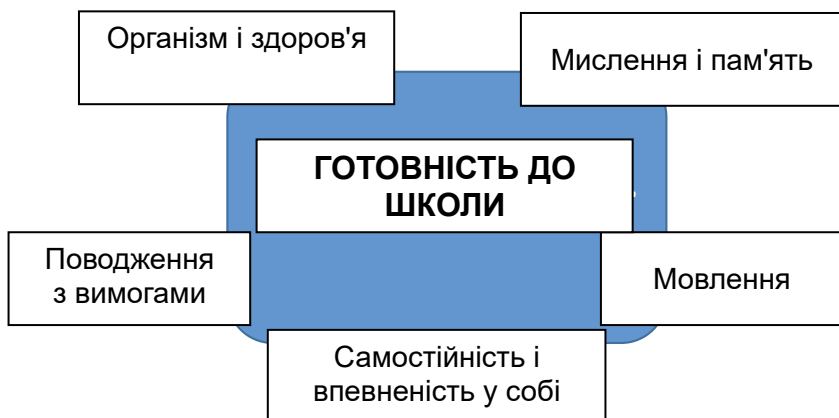 Організм і здоров'я
Мислення і пам'ять
ГОТОВНІСТЬ ДО
ШКОЛИ
Поводження
з вимогами
Мовлення
Самостійність і
впевненість у собі